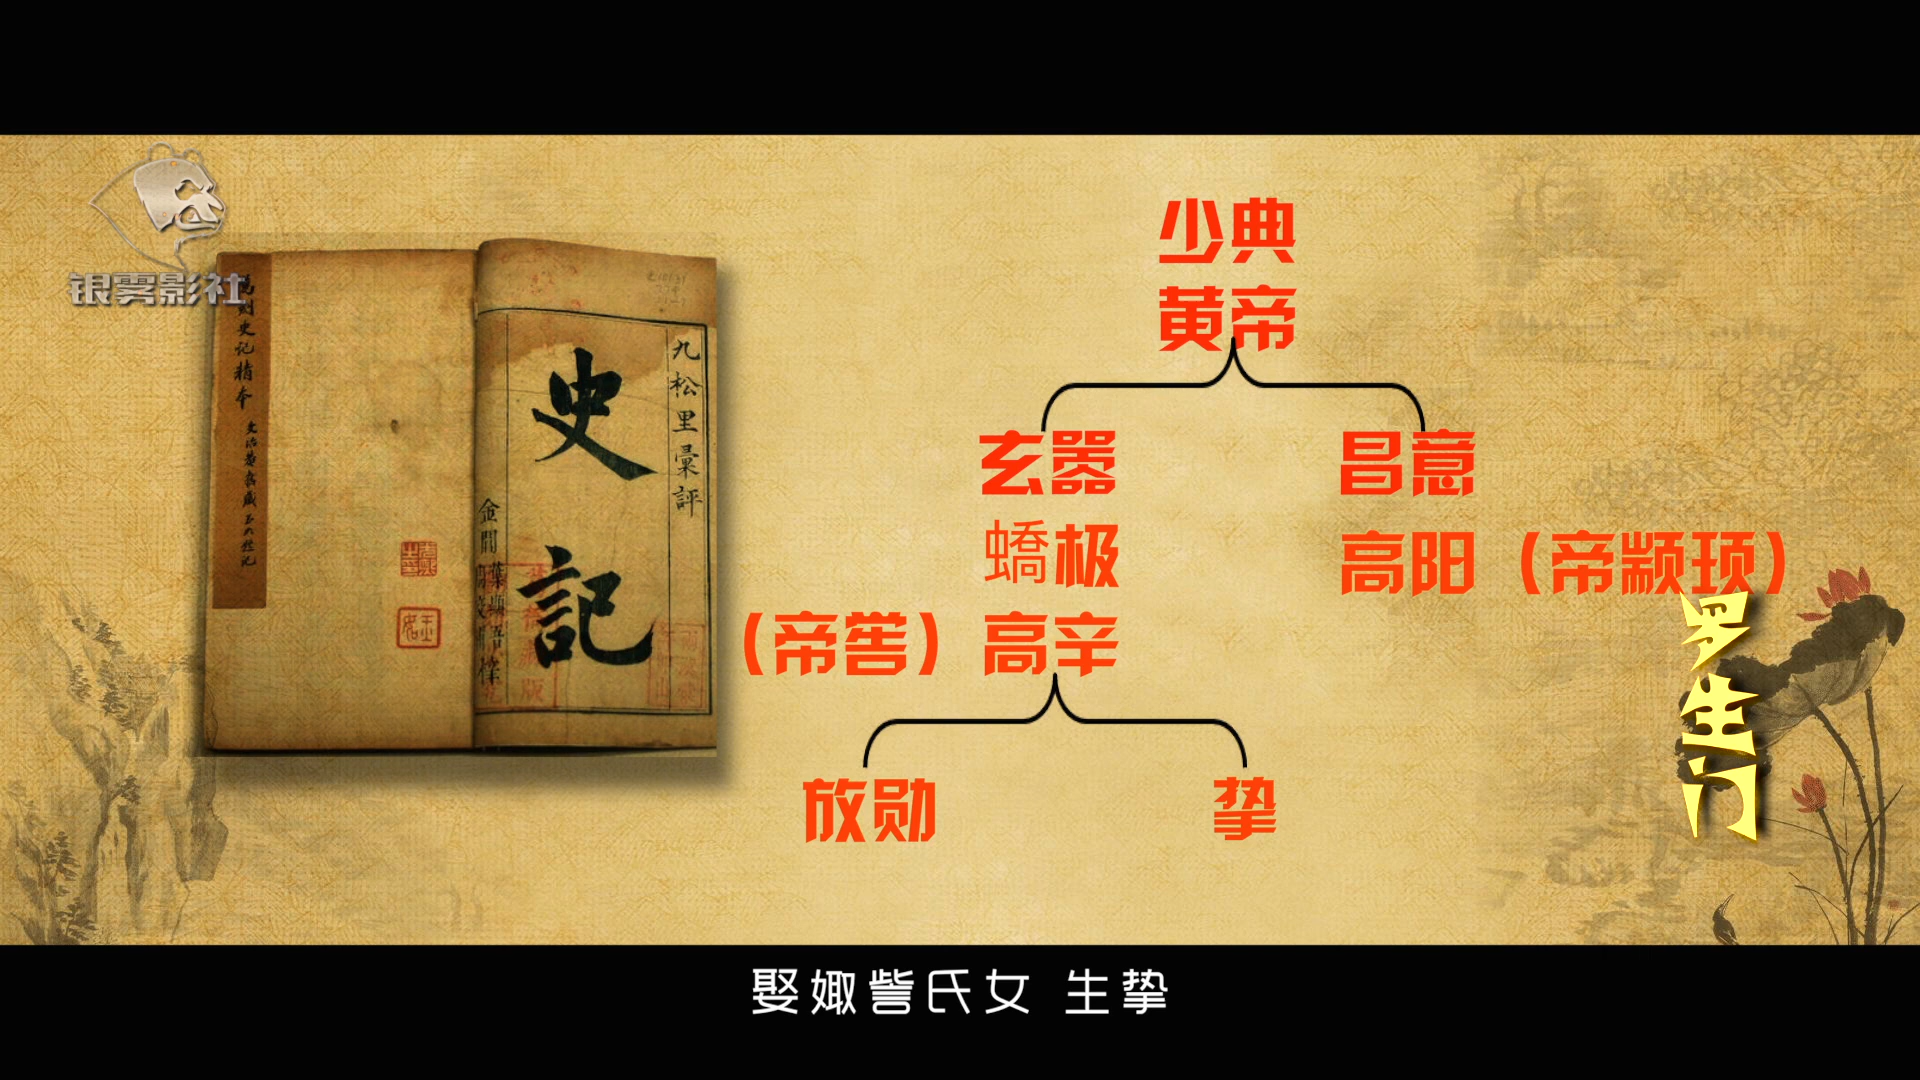 银雾影社
史記
九松里彙評
金閶
少典
黄帝
玄嚣
昌意
蟜极
高阳（帝颛顼）
（帝喾）高辛
放勋
挚
罗生门
娶娵訾氏女 生挚